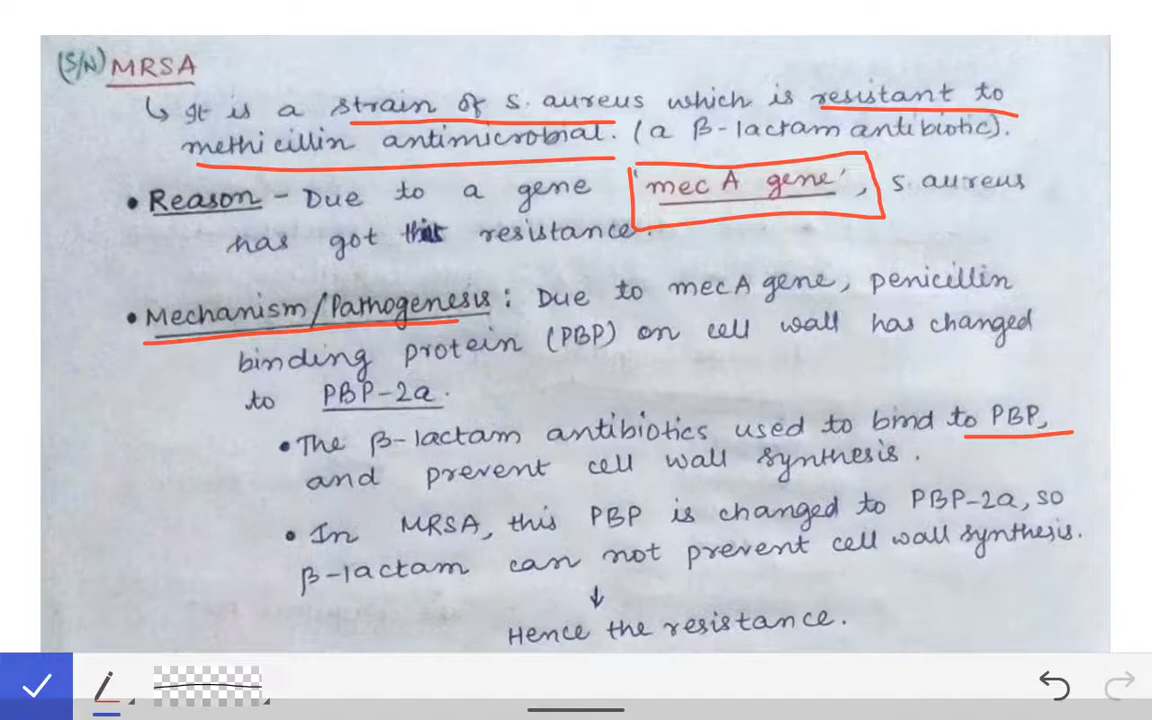 (S/N) MRSA
↳ It is a strain of S. aureus which is resistant to
methicillin antimicrobial. (a β-lactam antibiotic).
• Reason - Due to a gene 'mec A gene', S. aureus
has got this resistance.
• Mechanism/Pathogenesis : Due to mecA gene, penicillin
binding protein (PBP) on cell wall has changed
to PBP-2a.
• The β-lactam antibiotics used to bind to PBP,
and prevent cell wall synthesis.
• In MRSA, this PBP is changed to PBP-2a, so
β-lactam can not prevent cell wall synthesis.
↓
Hence the resistance.